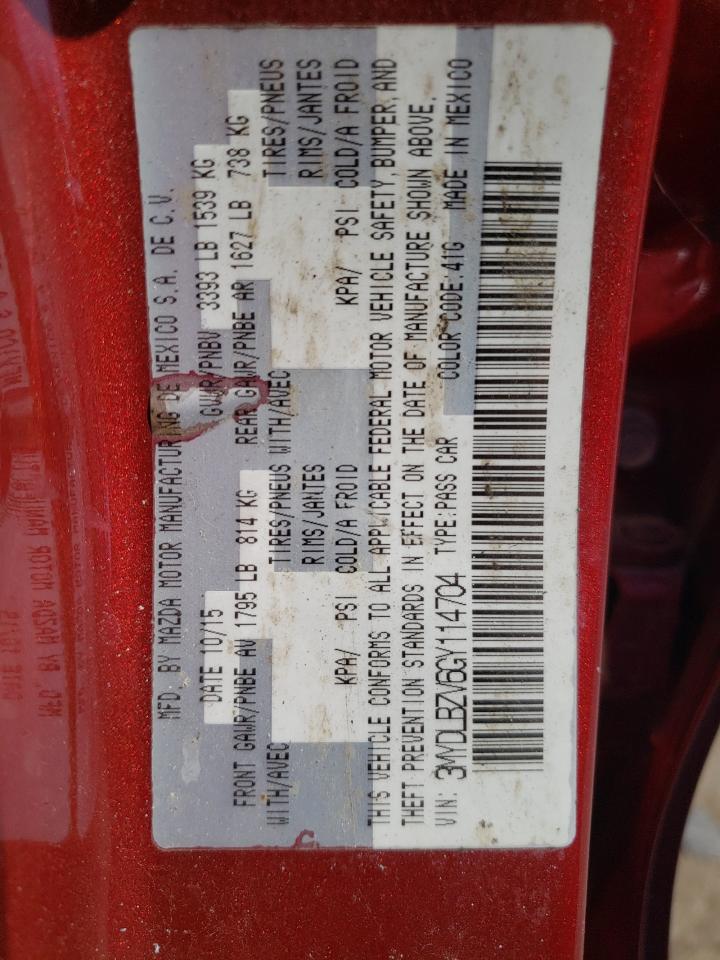 MFD. BY MAZDA MOTOR MANUFACTURING DE MEXICO S.A. DE C.V.
DATE 10/15 GVWR/PNBV 3393 LB 1539 KG
FRONT GAWR/PNBE AV 1795 LB 814 KG REAR GAWR/PNBE AR 1627 LB 738 KG
WITH/AVEC TIRES/PNEUS WITH/AVEC TIRES/PNEUS
RIMS/JANTES RIMS/JANTES
KPA/ PSI COLD/A FROID KPA/ PSI COLD/A FROID
THIS VEHICLE CONFORMS TO ALL APPLICABLE FEDERAL MOTOR VEHICLE SAFETY, BUMPER, AND
THEFT PREVENTION STANDARDS IN EFFECT ON THE DATE OF MANUFACTURE SHOWN ABOVE.
VIN: 3MYDLBZV6GY114704 TYPE:PASS CAR COLOR CODE:41G MADE IN MEXICO